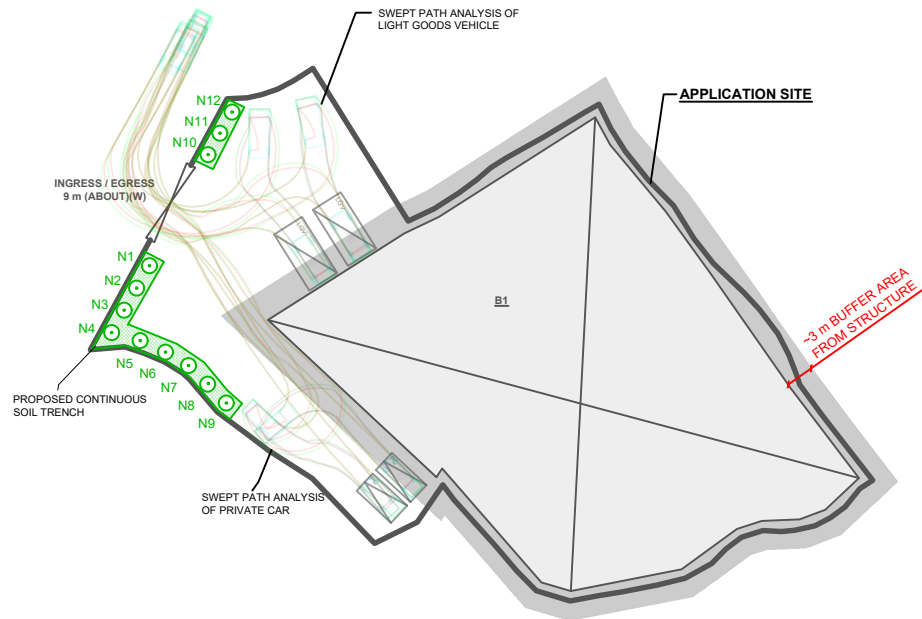 SWEPT PATH ANALYSIS OF
LIGHT GOODS VEHICLE
APPLICATION SITE
N12
N11
N10
INGRESS / EGRESS
9 m (ABOUT)(W)
LGV
LGV
N1
N2
N3
N4
N5
N6
N7
N8
N9
B1
~3 m BUFFER AREA
FROM STRUCTURE
PROPOSED CONTINUOUS
SOIL TRENCH
SWEPT PATH ANALYSIS
OF PRIVATE CAR